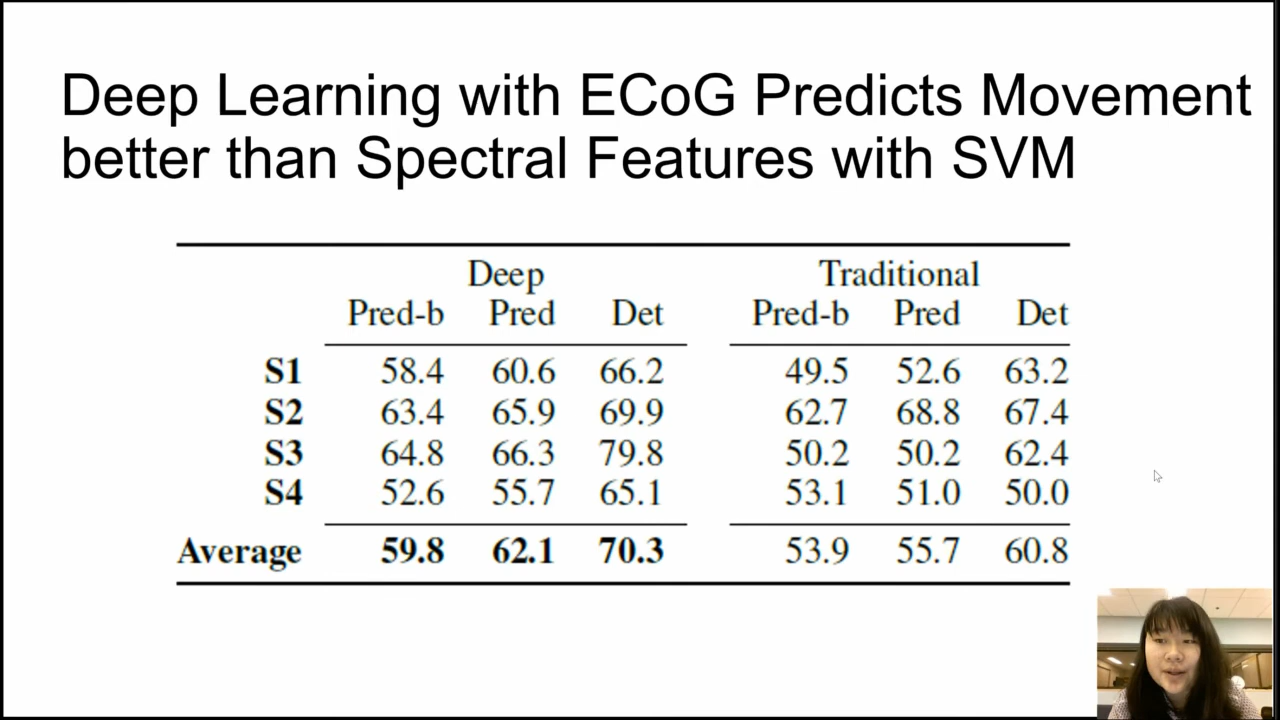 Deep Learning with ECoG Predicts Movement
better than Spectral Features with SVM
Deep Traditional
Pred-b Pred Det Pred-b Pred Det
S1 58.4 60.6 66.2 49.5 52.6 63.2
S2 63.4 65.9 69.9 62.7 68.8 67.4
S3 64.8 66.3 79.8 50.2 50.2 62.4
S4 52.6 55.7 65.1 53.1 51.0 50.0
Average 59.8 62.1 70.3 53.9 55.7 60.8